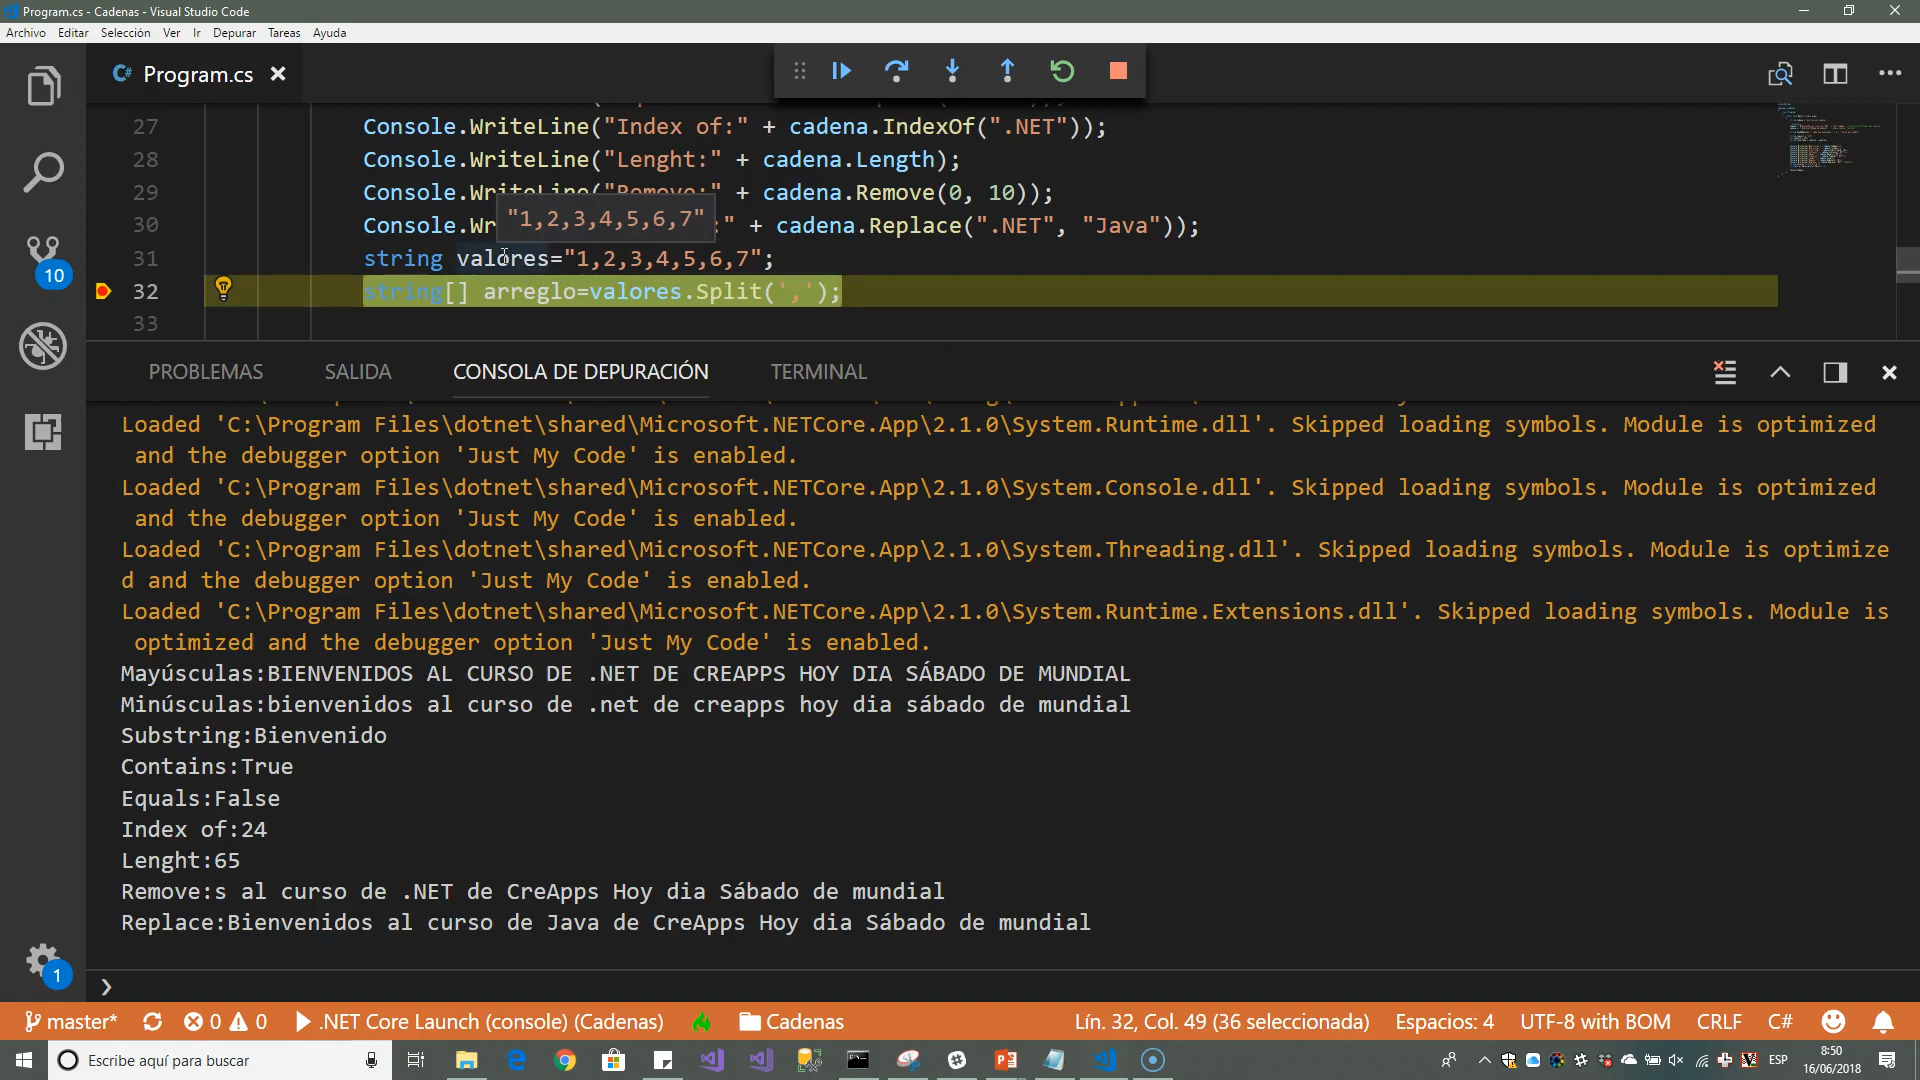 Program.cs - Cadenas - Visual Studio Code
Archivo Editar Selección Ver Ir Depurar Tareas Ayuda
C# Program.cs
27 Console.WriteLine("Index of:" + cadena.IndexOf(".NET"));
28 Console.WriteLine("Lenght:" + cadena.Length);
29 Console.WriteLine("Remove:" + cadena.Remove(0, 10));
30 Console.Wr :" + cadena.Replace(".NET", "Java"));
"1,2,3,4,5,6,7"
31 string valores="1,2,3,4,5,6,7";
32 string[] arreglo=valores.Split(',');
33
10
PROBLEMAS SALIDA CONSOLA DE DEPURACIÓN TERMINAL
Loaded 'C:\Program Files\dotnet\shared\Microsoft.NETCore.App\2.1.0\System.Runtime.dll'. Skipped loading symbols. Module is optimized
and the debugger option 'Just My Code' is enabled.
Loaded 'C:\Program Files\dotnet\shared\Microsoft.NETCore.App\2.1.0\System.Console.dll'. Skipped loading symbols. Module is optimized
and the debugger option 'Just My Code' is enabled.
Loaded 'C:\Program Files\dotnet\shared\Microsoft.NETCore.App\2.1.0\System.Threading.dll'. Skipped loading symbols. Module is optimize
d and the debugger option 'Just My Code' is enabled.
Loaded 'C:\Program Files\dotnet\shared\Microsoft.NETCore.App\2.1.0\System.Runtime.Extensions.dll'. Skipped loading symbols. Module is
optimized and the debugger option 'Just My Code' is enabled.
Mayúsculas:BIENVENIDOS AL CURSO DE .NET DE CREAPPS HOY DIA SÁBADO DE MUNDIAL
Minúsculas:bienvenidos al curso de .net de creapps hoy dia sábado de mundial
Substring:Bienvenido
Contains:True
Equals:False
Index of:24
Lenght:65
Remove:s al curso de .NET de CreApps Hoy dia Sábado de mundial
Replace:Bienvenidos al curso de Java de CreApps Hoy dia Sábado de mundial
1
master* 0 0 .NET Core Launch (console) (Cadenas) Cadenas Lín. 32, Col. 49 (36 seleccionada) Espacios: 4 UTF-8 with BOM CRLF C#
Escribe aquí para buscar
ESP
8:50
16/06/2018